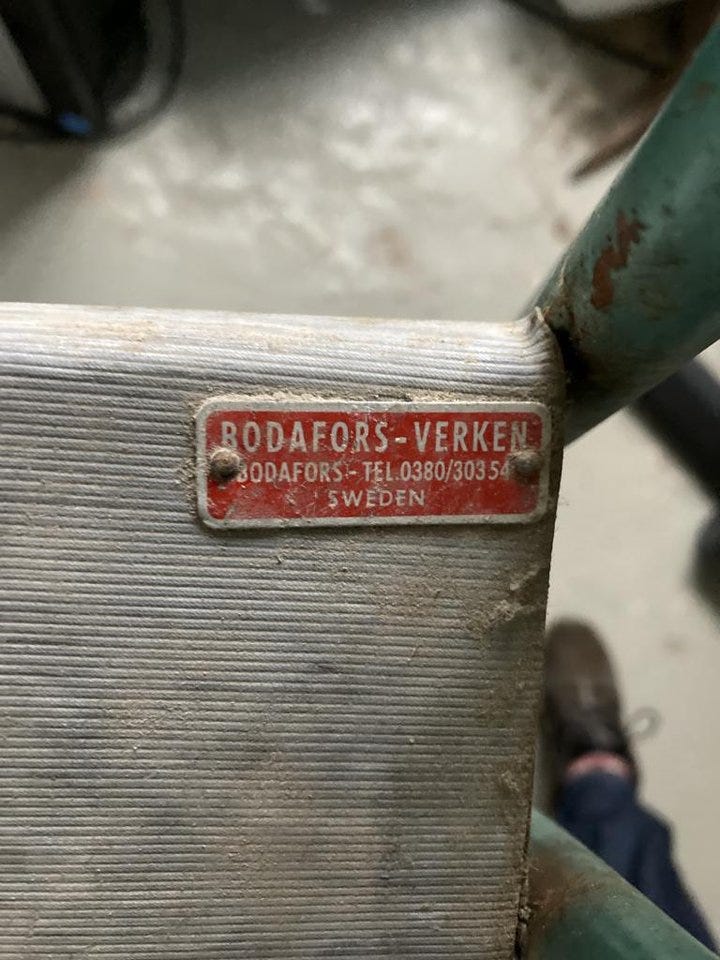 BODAFORS-VERKEN
BODAFORS - TEL.0380/30354
SWEDEN